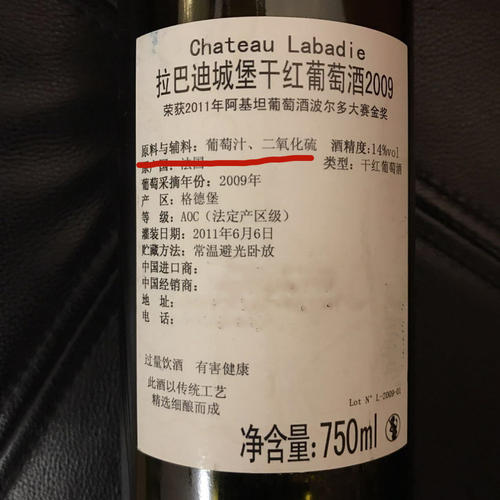 Chateau Labadie
拉巴迪城堡干红葡萄酒2009
荣获2011年阿基坦葡萄酒波尔多大赛金奖
原料与辅料: 葡萄汁、二氧化硫 酒精度: 14%vol
原产国: 法国 类型: 干红葡萄酒
葡萄采摘年份: 2009年
产 区: 格德堡
等 级: AOC (法定产区级)
灌装日期: 2011年6月6日
贮藏方法: 常温避光卧放
中国进口商:
中国经销商:
地 址:
电 话:
过量饮酒 有害健康
此酒以传统工艺
精选细酿而成
Lot N° L-2009-01
净含量: 750ml